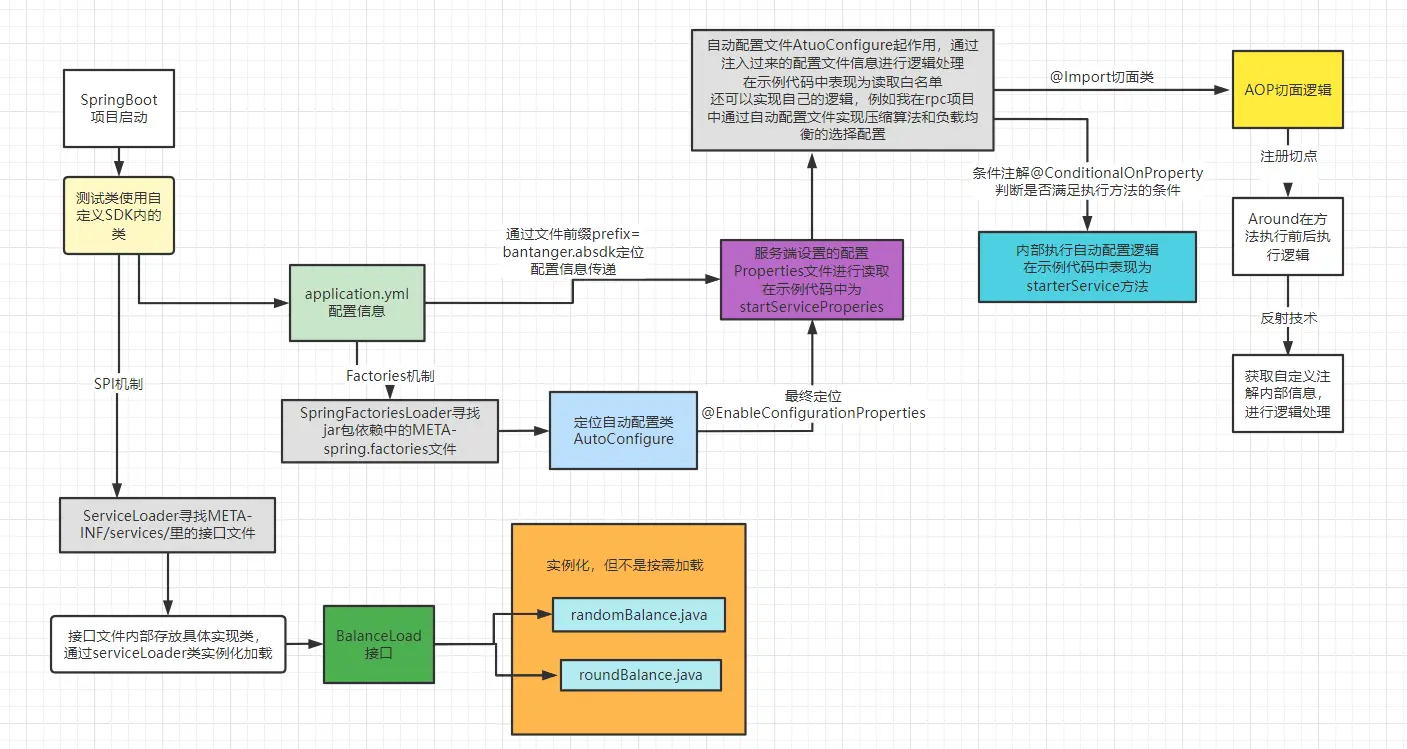 SpringBoot
项目启动
测试类使用自
定义SDK内的
类
SPI机制
ServiceLoader寻找META-
INF/services/里的接口文件
接口文件内部存放具体实现类，
通过serviceLoader类实例化加载
BalanceLoad
接口
实例化，但不是按需加载
randomBalance.java
roundBalance.java
application.yml
配置信息
Factories机制
SpringFactoriesLoader寻找
jar包依赖中的META-
spring.factories文件
定位自动配置类
AutoConfigure
最终定位
@EnableConfigurationProperties
通过文件前缀prefix=
bantanger.absdk定位
配置信息传递
服务端设置的配置
Properties文件进行读取
在示例代码中为
startServiceProperies
自动配置文件AtuoConfigure起作用，通过
注入过来的配置文件信息进行逻辑处理
在示例代码中表现为读取白名单
还可以实现自己的逻辑，例如我在rpc项目
中通过自动配置文件实现压缩算法和负载均
衡的选择配置
@Import切面类
条件注解@ConditionalOnProperty
判断是否满足执行方法的条件
内部执行自动配置逻辑
在示例代码中表现为
starterService方法
AOP切面逻辑
注册切点
Around在方
法执行前后执
行逻辑
反射技术
获取自定义注
解内部信息，
进行逻辑处理